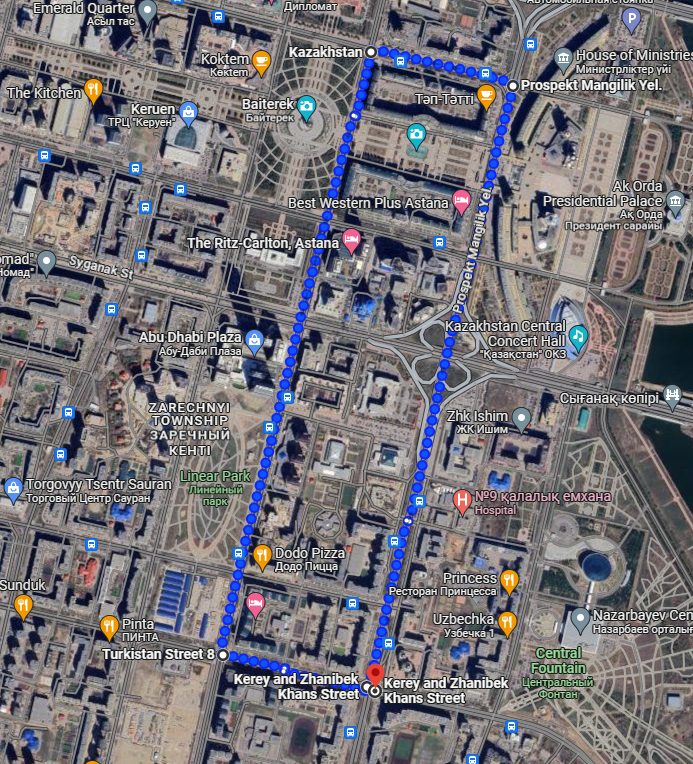 Автомобильная стоянка
Дипломат
Emerald Quarter
Асыл тас
P
Kazakhstan
Koktem
Көктем
House of Ministries
Министрліктер үйі
Prospekt Mangilik Yel.
The Kitchen
Keruen
ТРЦ "Керуен"
Baiterek
Байтерек
Тәп-Тәтті
Best Western Plus Astana
Ak Orda
Presidential Palace
Ақ Орда
Президент сарайы
The Ritz-Carlton, Astana
Prospekt Mangilik Yel
omad
"Номад"
Syganak St
Kazakhstan Central
Concert Hall
"Қазақстан" ОКЗ
Abu Dhabi Plaza
Абу-Даби Плаза
Сығанақ көпірі
ZARECHNYI
TOWNSHIP
ЗАРЕЧНЫЙ
КЕНТІ
Zhk Ishim
ЖК Ишим
Torgovyy Tsentr Sauran
Торговый Центр Сауран
Linear Park
Линейный
парк
H
№9 қалалық емхана
Hospital
Dodo Pizza
Додо Пицца
Princess
Ресторан Принцесса
Sunduk
Pinta
ПИНТА
Uzbechka
Узбечка 1
Nazarbayev Cen
Назарбаев орталығ
Turkistan Street 8
Central
Fountain
Центральный
Фонтан
Kerey and Zhanibek
Khans Street
Kerey and Zhanibek
Khans Street